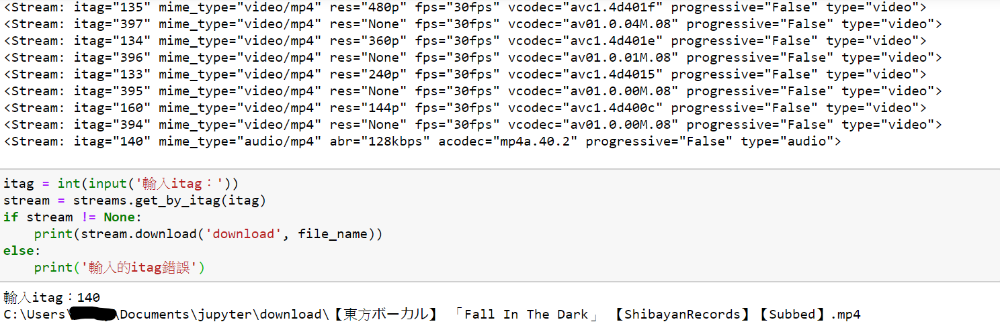 <Stream: itag="135" mime_type="video/mp4" res="480p" fps="30fps" vcodec="avc1.4d401f" progressive="False" type="video">
<Stream: itag="397" mime_type="video/mp4" res="None" fps="30fps" vcodec="av01.0.04M.08" progressive="False" type="video">
<Stream: itag="134" mime_type="video/mp4" res="360p" fps="30fps" vcodec="avc1.4d401e" progressive="False" type="video">
<Stream: itag="396" mime_type="video/mp4" res="None" fps="30fps" vcodec="av01.0.01M.08" progressive="False" type="video">
<Stream: itag="133" mime_type="video/mp4" res="240p" fps="30fps" vcodec="avc1.4d4015" progressive="False" type="video">
<Stream: itag="395" mime_type="video/mp4" res="None" fps="30fps" vcodec="av01.0.00M.08" progressive="False" type="video">
<Stream: itag="160" mime_type="video/mp4" res="144p" fps="30fps" vcodec="avc1.4d400c" progressive="False" type="video">
<Stream: itag="394" mime_type="video/mp4" res="None" fps="30fps" vcodec="av01.0.00M.08" progressive="False" type="video">
<Stream: itag="140" mime_type="audio/mp4" abr="128kbps" acodec="mp4a.40.2" progressive="False" type="audio">
itag = int(input('輸入itag：'))
stream = streams.get_by_itag(itag)
if stream != None:
    print(stream.download('download', file_name))
else:
    print('輸入的itag錯誤')
輸入itag：140
C:\Users\ \Documents\jupyter\download\【東方ボーカル】 「Fall In The Dark」 【ShibayanRecords】【Subbed】.mp4